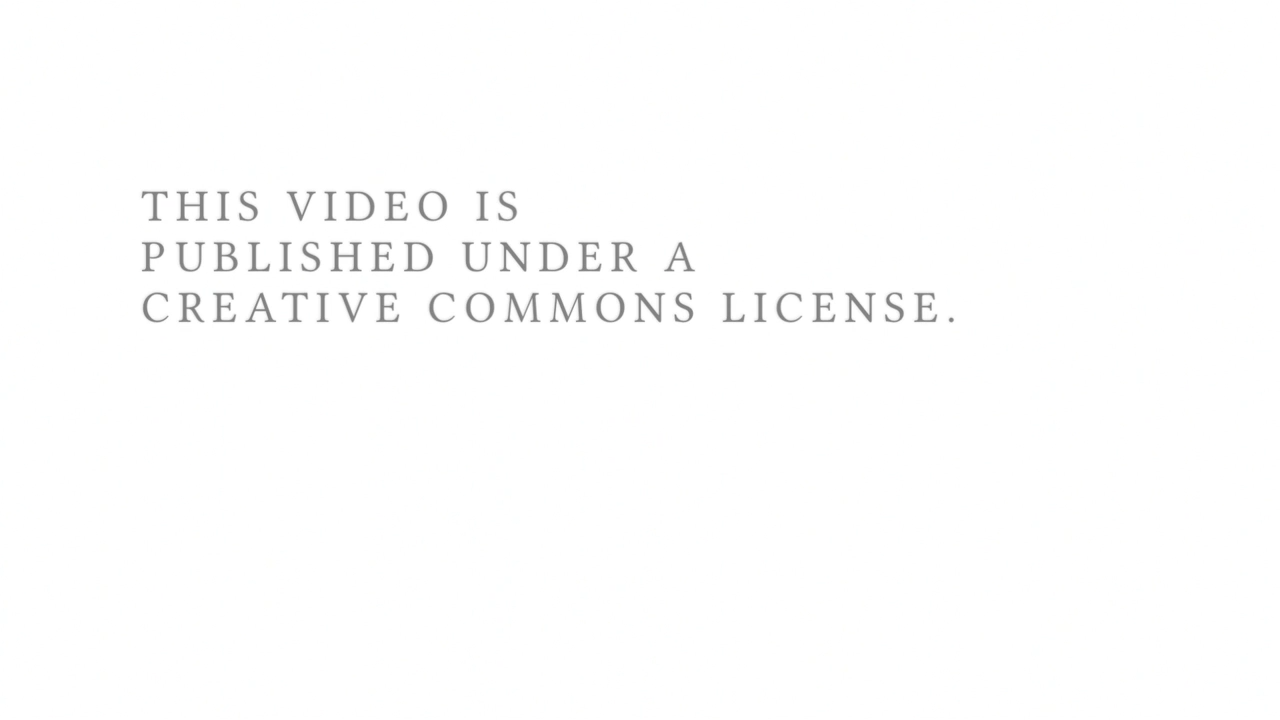 THIS VIDEO IS
PUBLISHED UNDER A
CREATIVE COMMONS LICENSE.